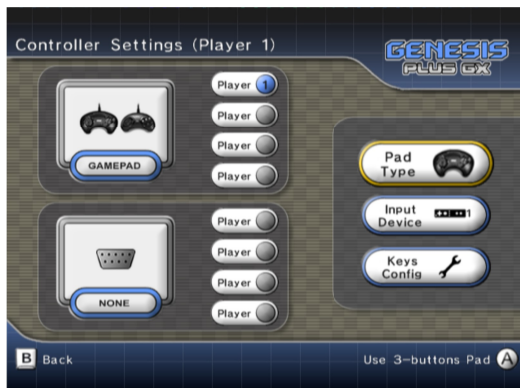 Controller Settings (Player 1)
GENESIS
PLUS GX
Player 1
Player
Player
Player
GAMEPAD
Pad
Type
Input
Device
1
Keys
Config
Player
Player
Player
Player
NONE
B Back
Use 3-buttons Pad A